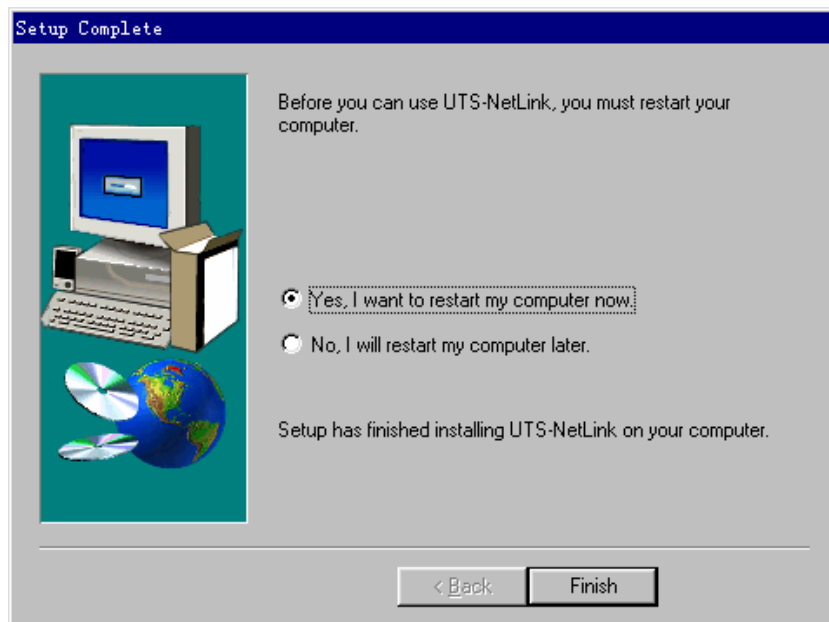 Setup Complete
Before you can use UTS-NetLink, you must restart your
computer.
Yes, I want to restart my computer now.
No, I will restart my computer later.
Setup has finished installing UTS-NetLink on your computer.
< Back
Finish